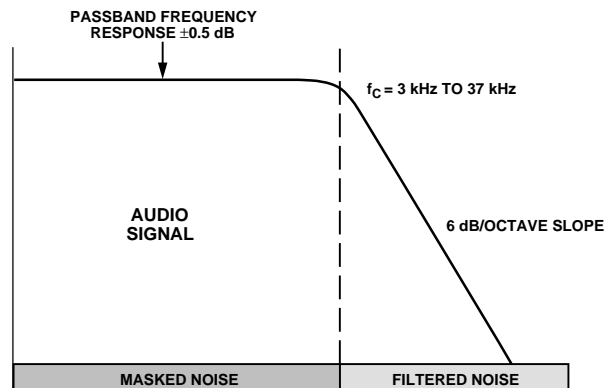 PASSBAND FREQUENCY
RESPONSE ±0.5 dB
fC = 3 kHz TO 37 kHz
AUDIO
SIGNAL
6 dB/OCTAVE SLOPE
MASKED NOISE
FILTERED NOISE